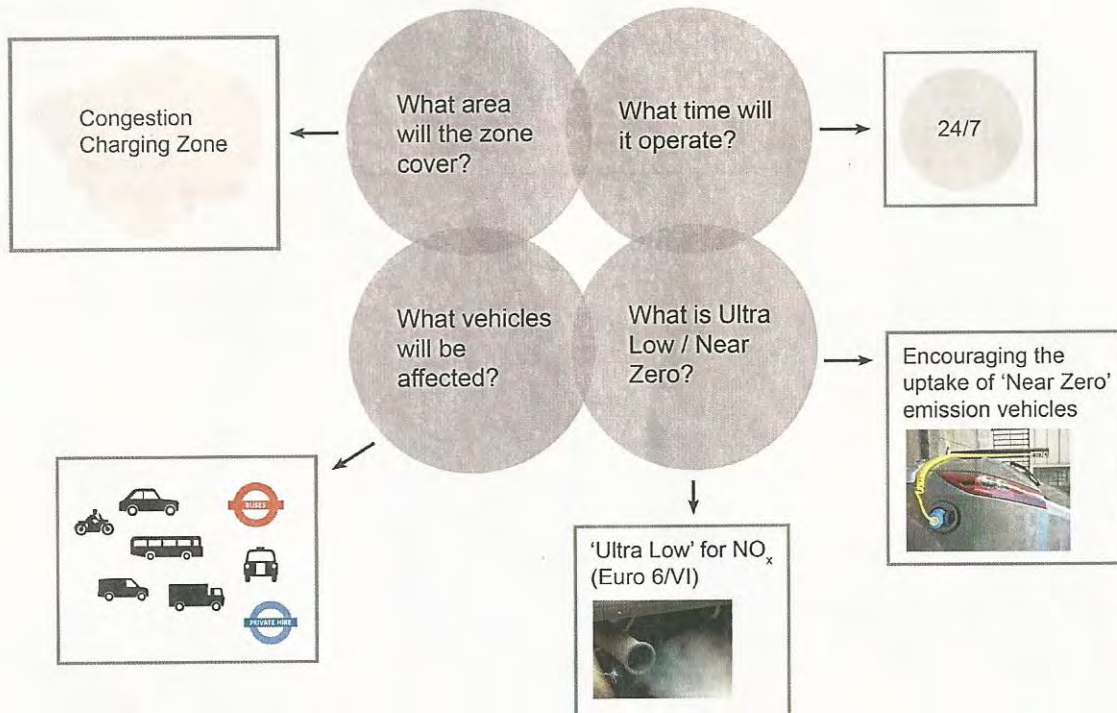 Congestion
Charging Zone
What area
will the zone
cover?
What time will
it operate?
24/7
What vehicles
will be
affected?
What is Ultra
Low / Near
Zero?
Encouraging the
uptake of ‘Near Zero’
emission vehicles
BUSES
PRIVATE HIRE
‘Ultra Low’ for NOx
(Euro 6/VI)